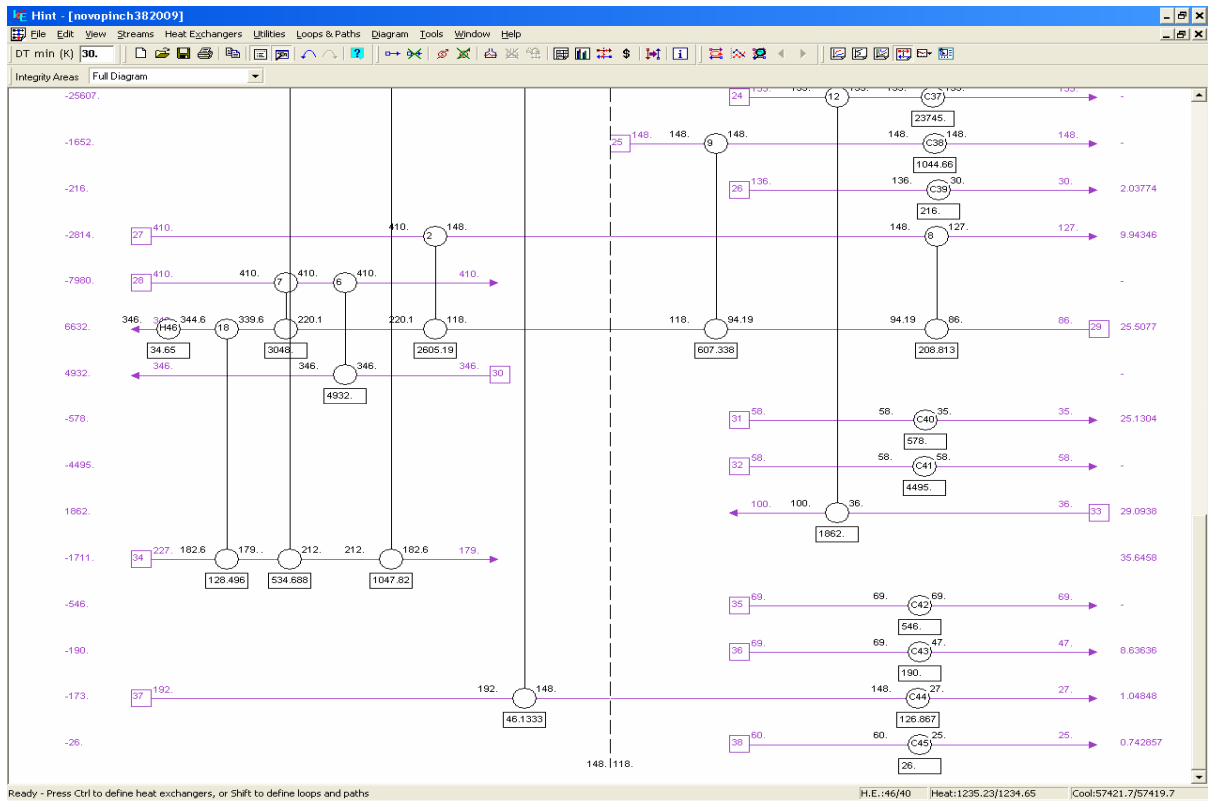 Hint - [novopinch382009]
File Edit View Streams Heat Exchangers Utilities Loops & Paths Diagram Tools Window Help
DT min (K) 30.
Integrity Areas Full Diagram
-25607. 24 12 C37 -
23745.
-1652. 25 148. 148. 9 148. 148. C38 148. 148. -
1044.66
-216. 26 136. 136. C39 30. 30. 2.03774
216.
-2814. 27 410. 410. 2 148. 148. 8 127. 127. 9.94346
-7980. 28 410. 410. 7 410. 6 410. 410. -
6632. 346. H46 344.6 18 339.6 220.1 220.1 118. 118. 94.19 94.19 86. 86. 29 25.5077
34.65 3048. 2605.19 607.338 208.813
4932. 346. 346. 346. 346. 30 -
4932.
-578. 31 58. 58. C40 35. 35. 25.1304
578.
-4495. 32 58. 58. C41 58. 58. -
4495.
1862. 100. 100. 36. 36. 33 29.0938
1862.
-1711. 34 227. 182.6 179. 212. 212. 182.6 179. 35.6458
128.496 534.688 1047.82
-546. 35 69. 69. C42 69. 69. -
546.
-190. 36 69. 69. C43 47. 47. 8.63636
190.
-173. 37 192. 192. 148. 148. C44 27. 27. 1.04848
46.1333 126.867
-26. 38 60. 60. C45 25. 25. 0.742857
148. 118. 26.
Ready - Press Ctrl to define heat exchangers, or Shift to define loops and paths H.E.:46/40 Heat:1235.23/1234.65 Cool:57421.7/57419.7